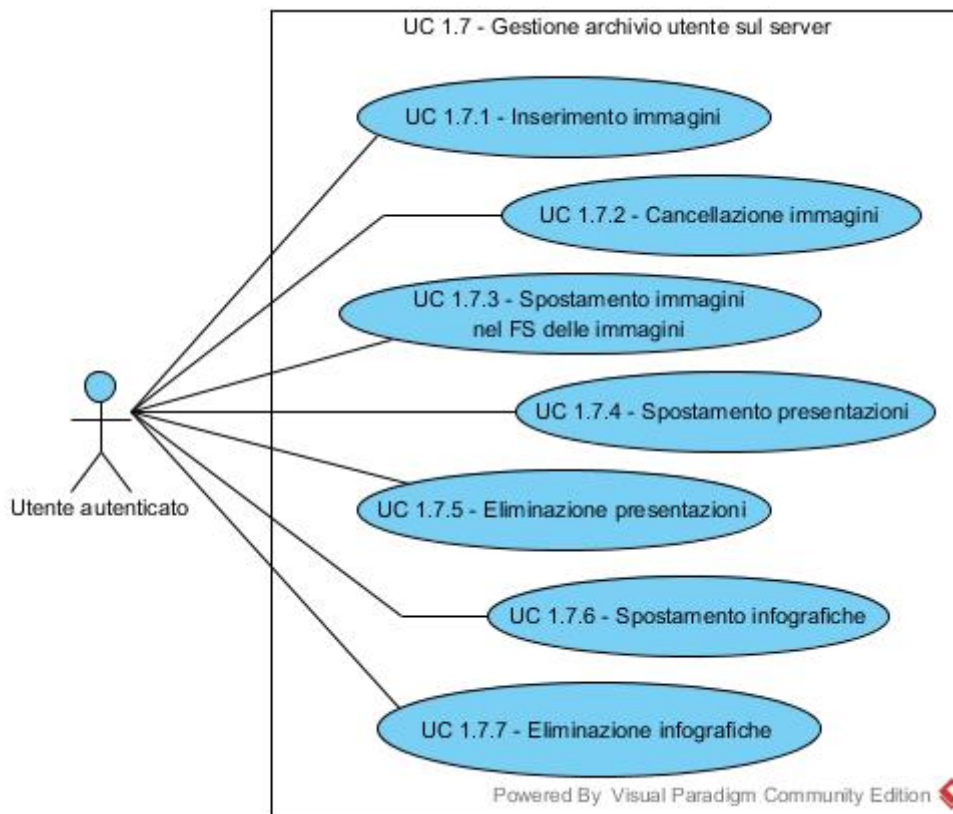 UC 1.7 - Gestione archivio utente sul server
UC 1.7.1 - Inserimento immagini
UC 1.7.2 - Cancellazione immagini
UC 1.7.3 - Spostamento immagini
nel FS delle immagini
UC 1.7.4 - Spostamento presentazioni
Utente autenticato
UC 1.7.5 - Eliminazione presentazioni
UC 1.7.6 - Spostamento infografiche
UC 1.7.7 - Eliminazione infografiche
Powered By Visual Paradigm Community Edition